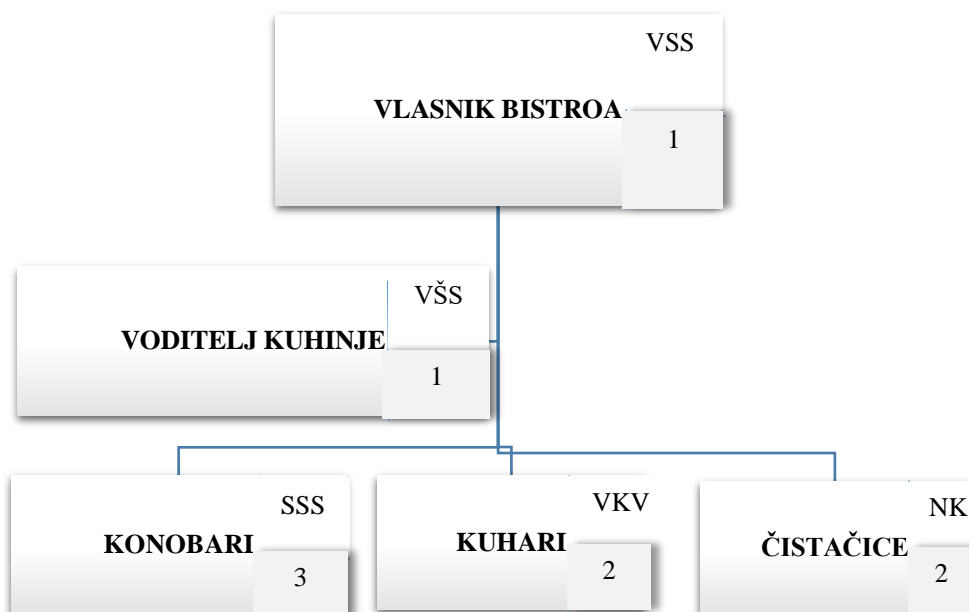 VSS
VLASNIK BISTROA
1
VŠS
VODITELJ KUHINJE
1
SSS
KONOBARI
3
VKV
KUHARI
2
NK
ČISTAČICE
2